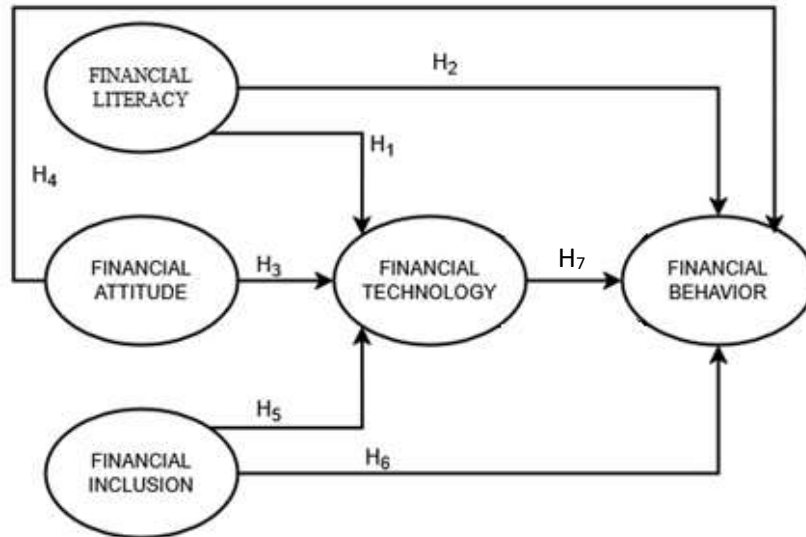 FINANCIAL
LITERACY
H2
H1
H4
FINANCIAL
ATTITUDE
H3
FINANCIAL
TECHNOLOGY
H7
FINANCIAL
BEHAVIOR
H5
FINANCIAL
INCLUSION
H6